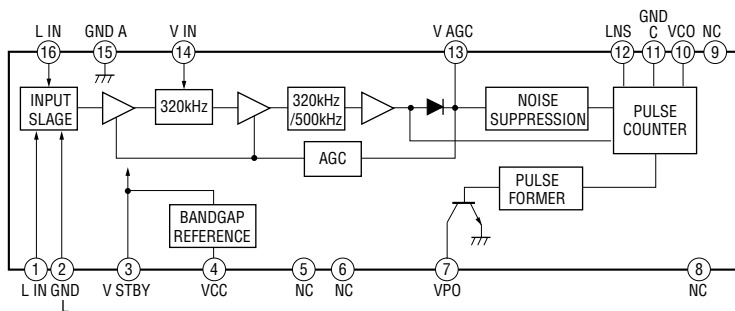 L IN
GND A
V IN
V AGC
LNS
GND
C
VCO
NC
16
15
14
13
12
11
10
9
INPUT
SLAGE
320kHz
320kHz
/500kHz
NOISE
SUPPRESSION
PULSE
COUNTER
AGC
PULSE
FORMER
BANDGAP
REFERENCE
1
2
3
4
5
6
7
8
L IN
GND
L
V STBY
VCC
NC
NC
VPO
NC